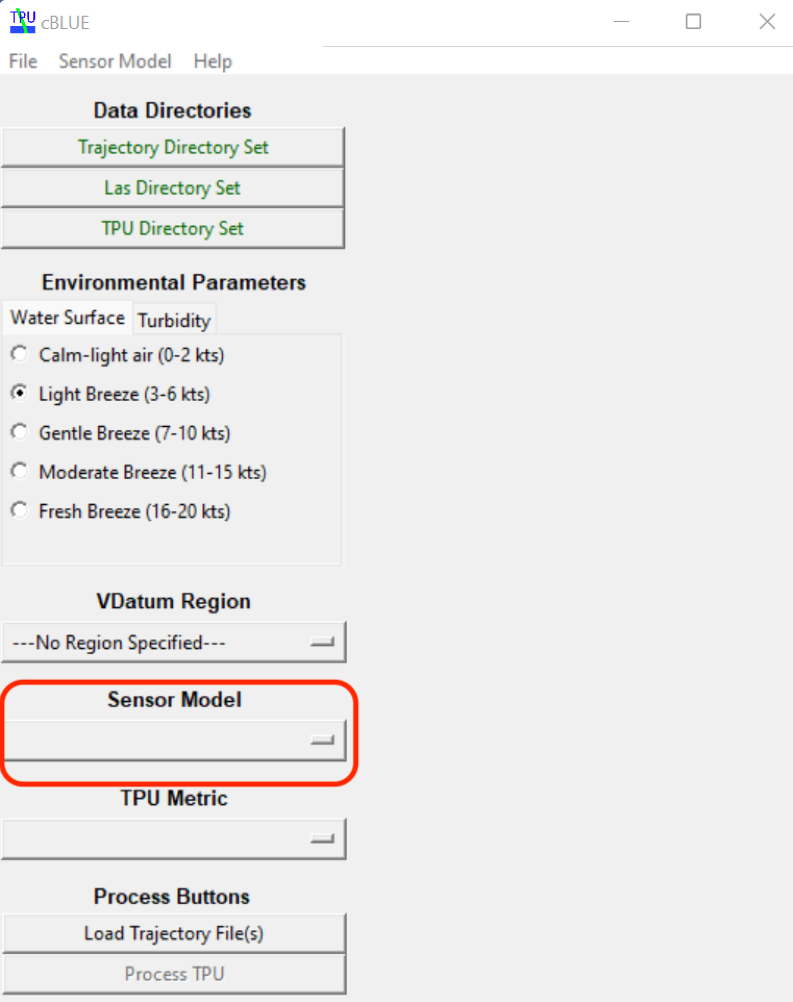 TPU cBLUE
File Sensor Model Help
Data Directories
Trajectory Directory Set
Las Directory Set
TPU Directory Set
Environmental Parameters
Water Surface Turbidity
Calm-light air (0-2 kts)
Light Breeze (3-6 kts)
Gentle Breeze (7-10 kts)
Moderate Breeze (11-15 kts)
Fresh Breeze (16-20 kts)
VDatum Region
---No Region Specified---
Sensor Model
TPU Metric
Process Buttons
Load Trajectory File(s)
Process TPU